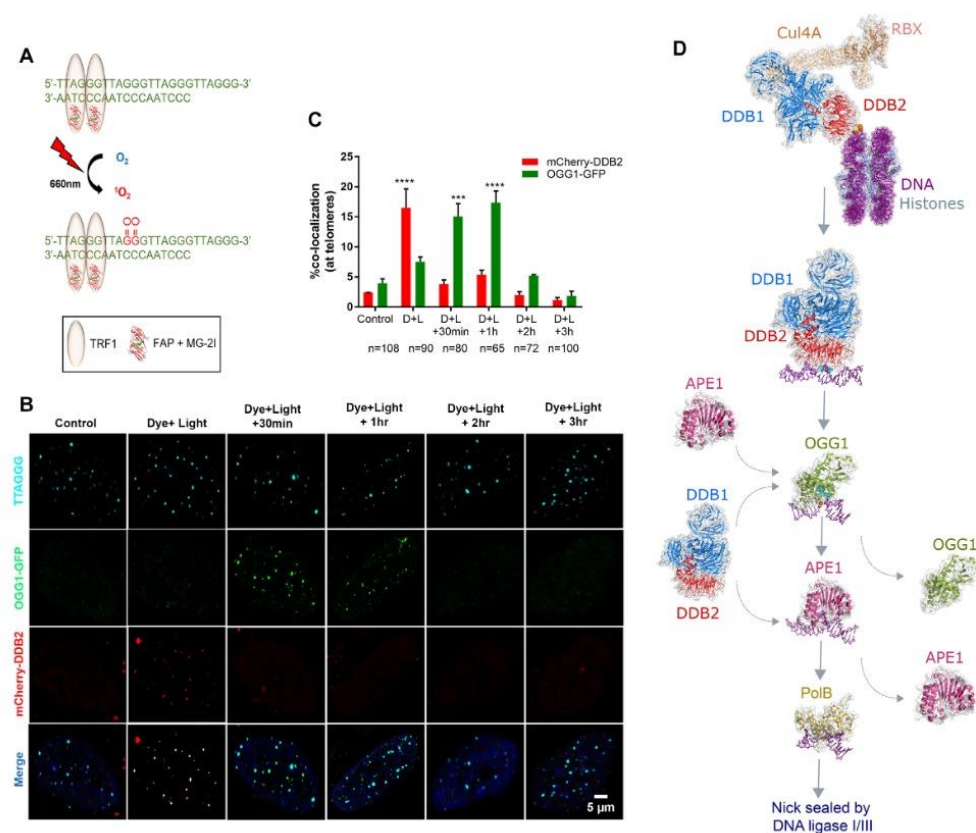 A
5'-TTAGGGTTAGGGTTAGGGTTAGGG-3'
3'-AATCCCAATCCCAATCCC
660nm
O2
¹O2
O O
5'-TTAGGGTTAGGGTTAGGGTTAGGG-3'
3'-AATCCCAATCCCAATCCC
TRF1
FAP + MG-2I
C
mCherry-DDB2
OGG1-GFP
%co-localization
(at telomeres)
25
20
15
10
5
0
**** *** ****
Control D+L D+L +30min D+L +1h D+L +2h D+L +3h
n=108 n=90 n=80 n=65 n=72 n=100
B
Control
Dye+ Light
Dye+Light
+30min
Dye+Light
+ 1hr
Dye+Light
+ 2hr
Dye+Light
+ 3hr
TTAGGG
OGG1-GFP
mCherry-DDB2
Merge
5 µm
D
Cul4A
RBX
DDB1
DDB2
DNA
Histones
DDB1
DDB2
APE1
OGG1
DDB1
DDB2
OGG1
APE1
APE1
PolB
Nick sealed by
DNA ligase I/III